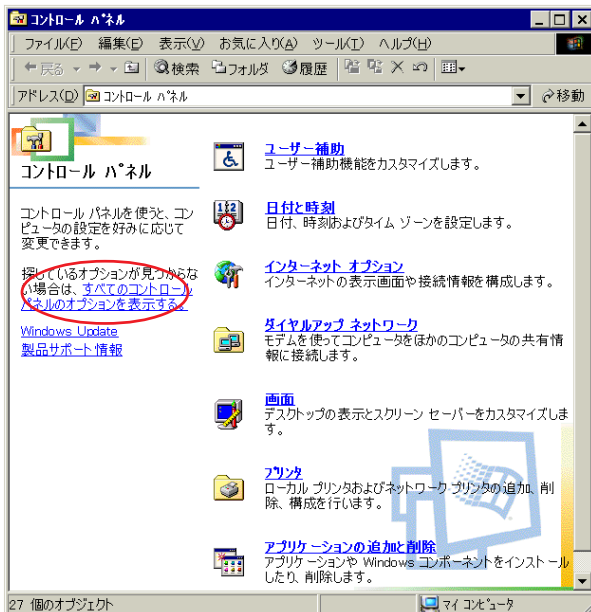 コントロール パネル
ファイル(F) 編集(E) 表示(V) お気に入り(A) ツール(T) ヘルプ(H)
戻る 検索 フォルダ 履歴
アドレス(D) コントロール パネル 移動
コントロール パネル
コントロール パネルを使うと、コン
ピュータの設定を好みに応じて
変更できます。
探しているオプションが見つからな
い場合は、すべてのコントロール
パネルのオプションを表示する。
Windows Update
製品サポート情報
ユーザー補助
ユーザー補助機能をカスタマイズします。
日付と時刻
日付、時刻およびタイム ゾーンを設定します。
インターネット オプション
インターネットの表示画面や接続情報を構成します。
ダイヤルアップ ネットワーク
モデムを使ってコンピュータをほかのコンピュータの共有情
報に接続します。
画面
デスクトップの表示とスクリーン セーバーをカスタマイズしま
す。
プリンタ
ローカル プリンタおよびネットワーク プリンタの追加、削
除、構成を行います。
アプリケーションの追加と削除
アプリケーションや Windows コンポーネントをインストール
したり、削除します。
27 個のオブジェクト マイ コンピュータ